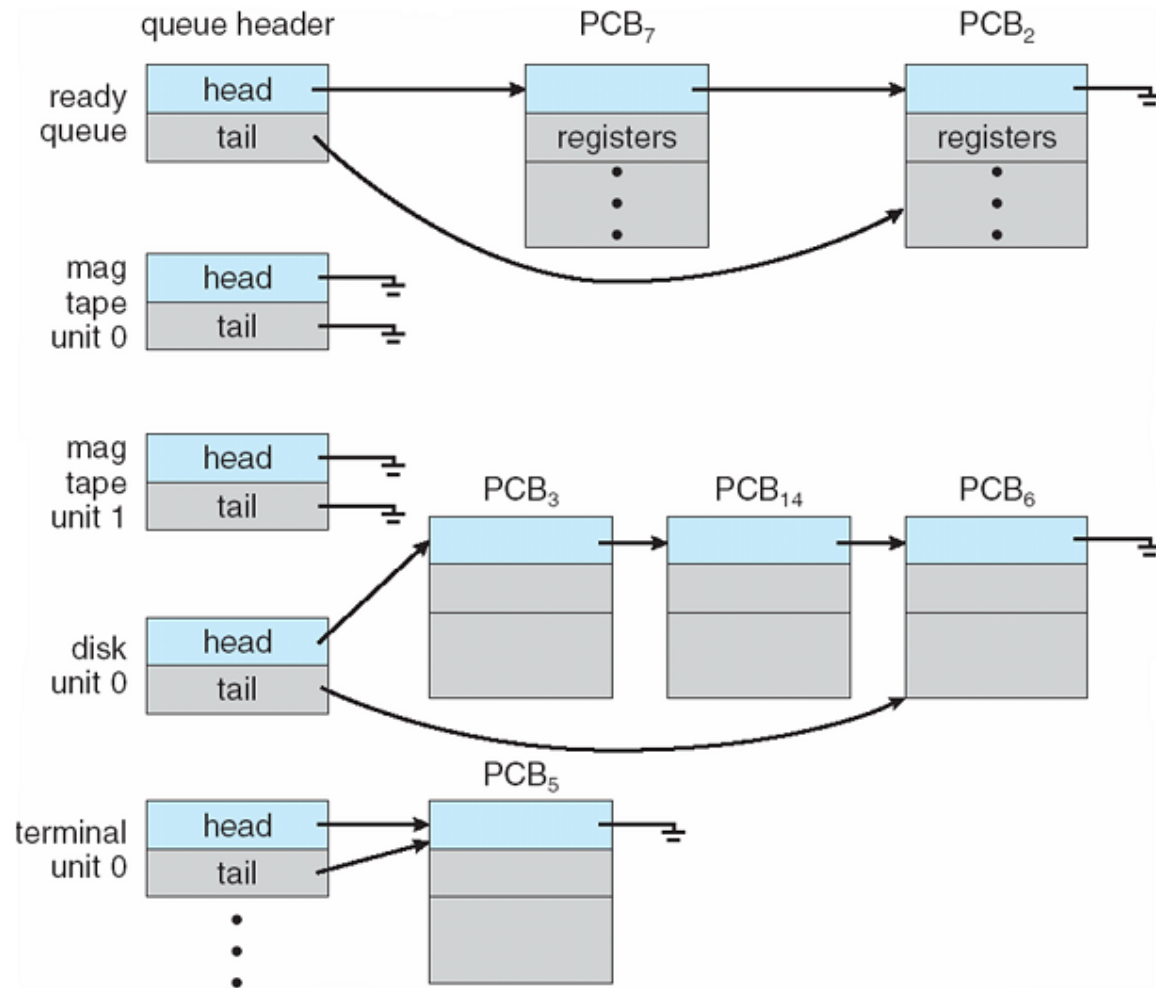 queue header
PCB₇
PCB₂
ready
queue
head
tail
registers
registers
mag
tape
unit 0
head
tail
mag
tape
unit 1
head
tail
PCB₃
PCB₁₄
PCB₆
disk
unit 0
head
tail
PCB₅
terminal
unit 0
head
tail